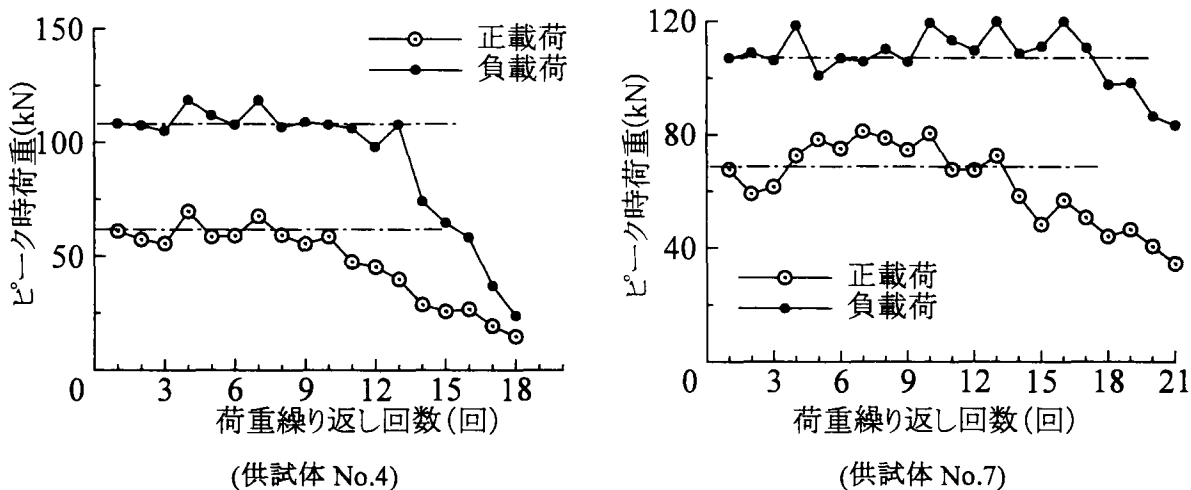 150
100
50
0
ピーク時荷重(kN)
正載荷
負載荷
3 6 9 12 15 18
荷重繰り返し回数(回)
(供試体 No.4)
120
80
40
0
ピーク時荷重(kN)
正載荷
負載荷
3 6 9 12 15 18 21
荷重繰り返し回数(回)
(供試体 No.7)